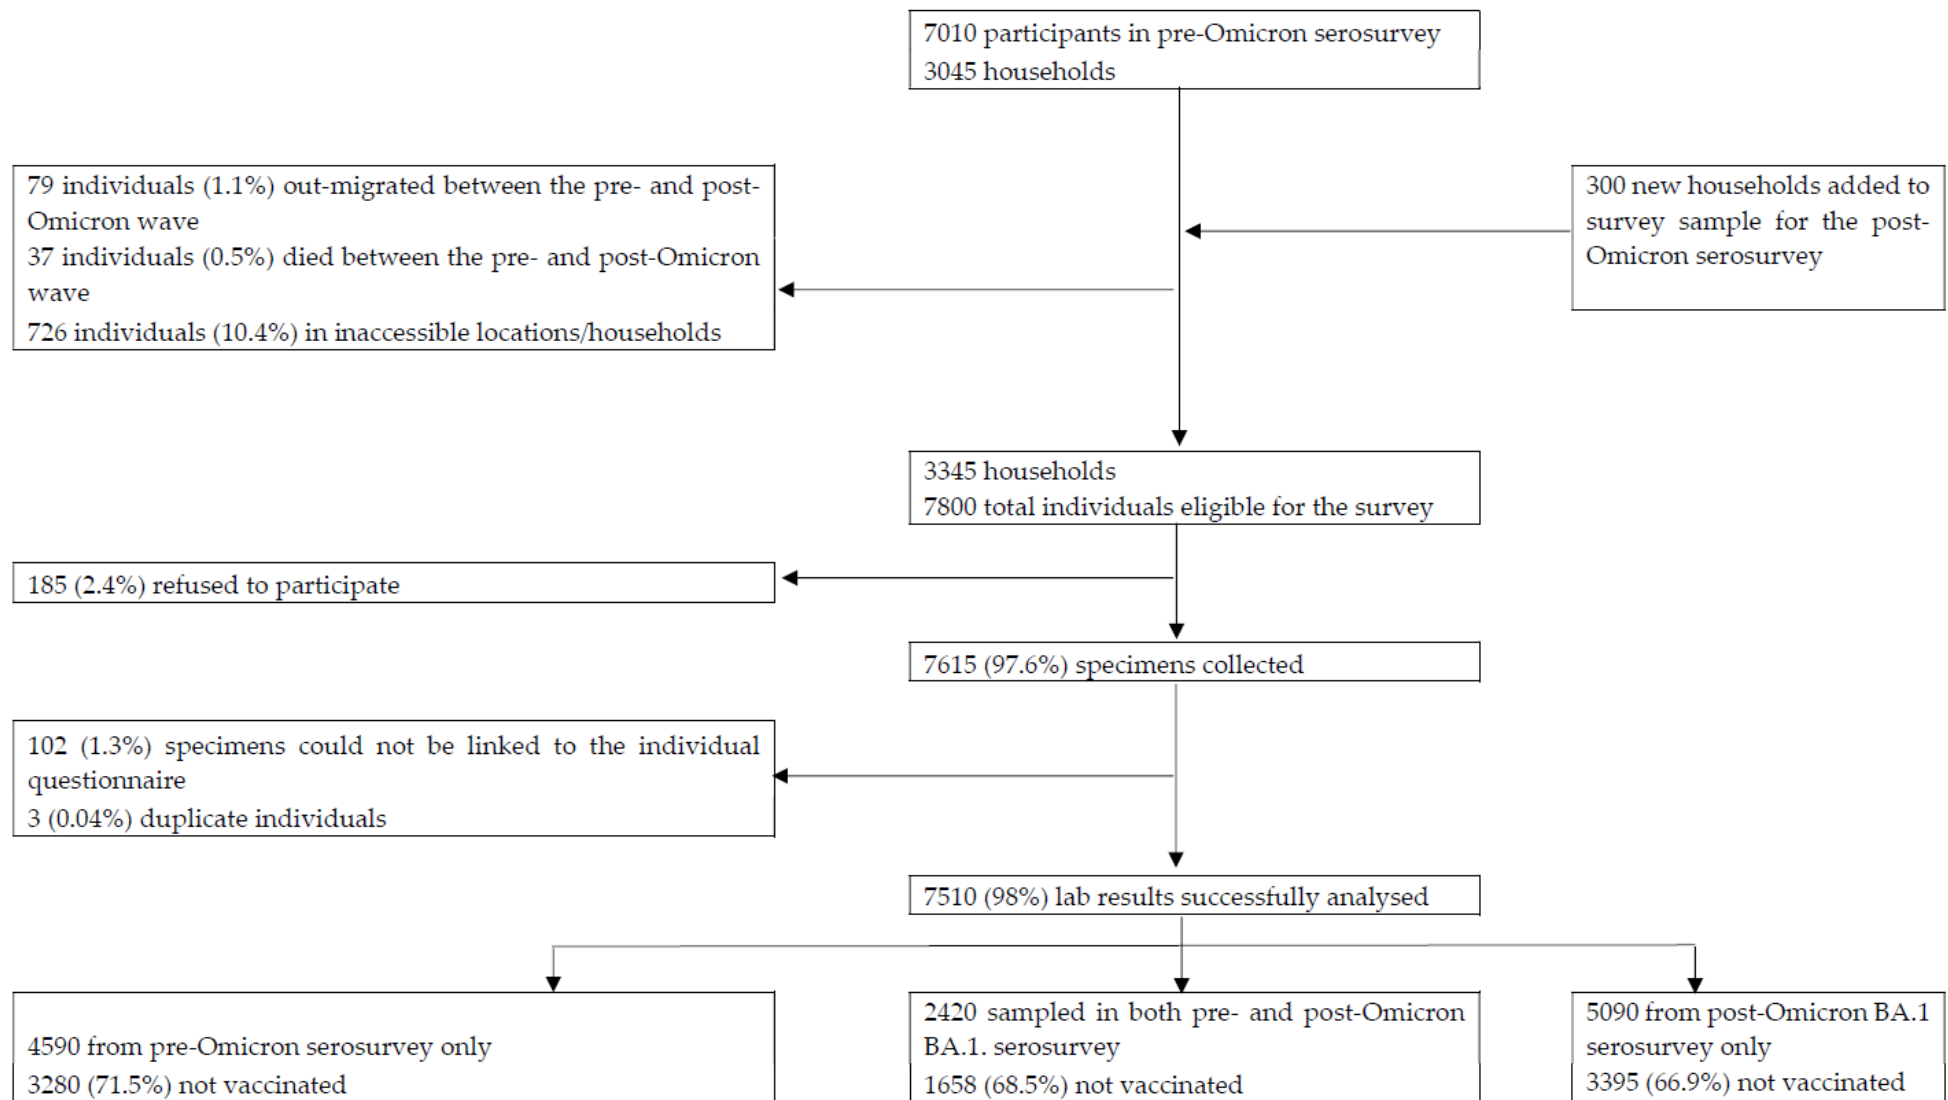 7010 participants in pre-Omicron serosurvey
3045 households
79 individuals (1.1%) out-migrated between the pre- and post-
Omicron wave
37 individuals (0.5%) died between the pre- and post-Omicron
wave
726 individuals (10.4%) in inaccessible locations/households
300 new households added to
survey sample for the post-
Omicron serosurvey
3345 households
7800 total individuals eligible for the survey
185 (2.4%) refused to participate
7615 (97.6%) specimens collected
102 (1.3%) specimens could not be linked to the individual
questionnaire
3 (0.04%) duplicate individuals
7510 (98%) lab results successfully analysed
4590 from pre-Omicron serosurvey only
3280 (71.5%) not vaccinated
2420 sampled in both pre- and post-Omicron
BA.1. serosurvey
1658 (68.5%) not vaccinated
5090 from post-Omicron BA.1
serosurvey only
3395 (66.9%) not vaccinated